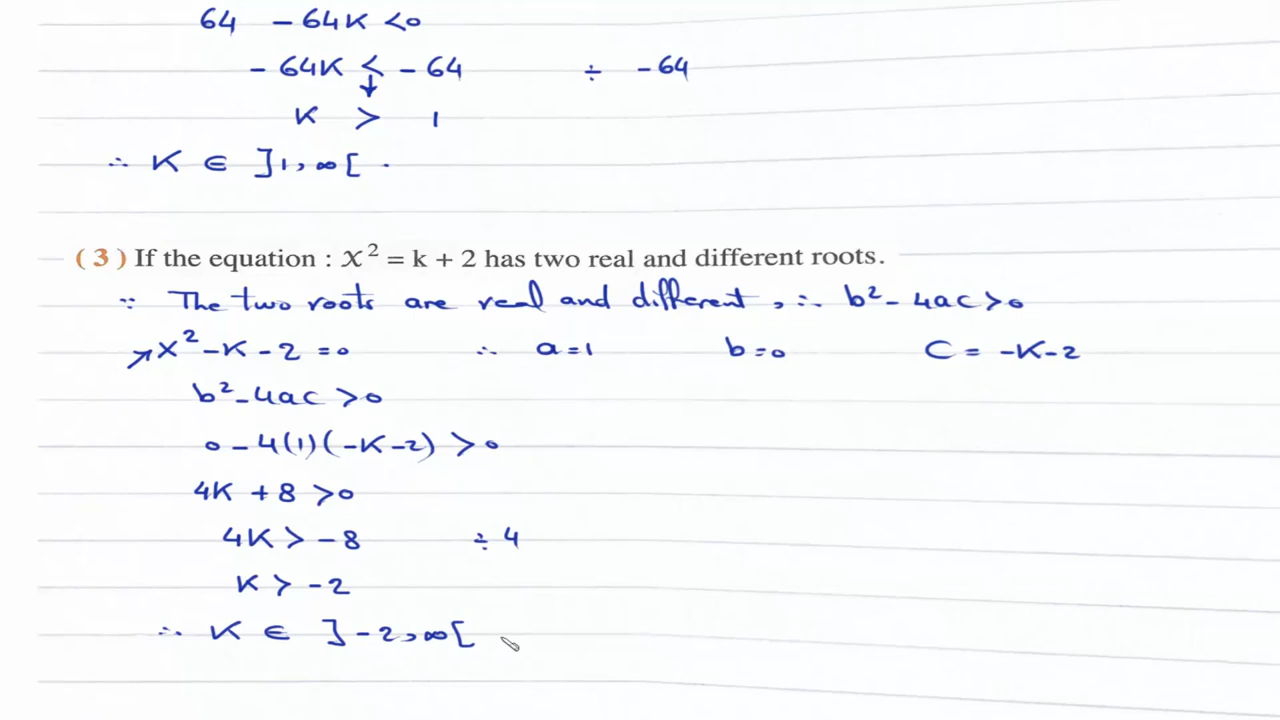 64 - 64K <0
- 64K < - 64 ÷ -64
↓
K > 1
∴ K ∈ ]1,∞[ .
( 3 ) If the equation : X² = k + 2 has two real and different roots.
∵ The two roots are real and different , ∴ b² - 4ac >0
↗X² -K - 2 =0 ∴ a=1 b=0 C = -K-2
b² -4ac >0
0 - 4(1)(-K-2) >0
4K + 8 >0
4K > -8 ÷ 4
K > -2
∴ K ∈ ]-2,∞[